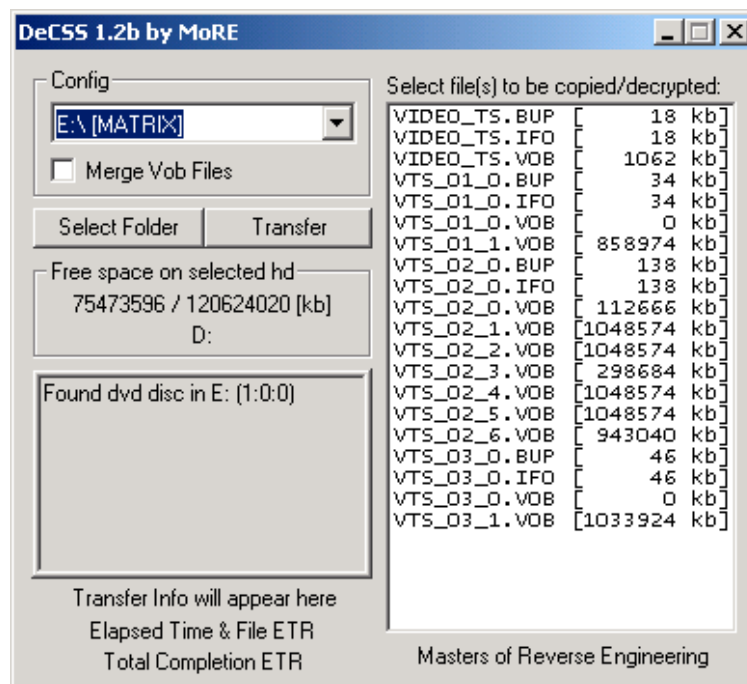 DeCSS 1.2b by MoRE
Config
E:\ [MATRIX]
Merge Vob Files
Select Folder
Transfer
Free space on selected hd
75473596 / 120624020 [kb]
D:
Found dvd disc in E: (1:0:0)
Transfer Info will appear here
Elapsed Time & File ETR
Total Completion ETR
Select file(s) to be copied/decrypted:
VIDEO_TS.BUP [ 18 kb]
VIDEO_TS.IFO [ 18 kb]
VIDEO_TS.VOB [ 1062 kb]
VTS_01_0.BUP [ 34 kb]
VTS_01_0.IFO [ 34 kb]
VTS_01_0.VOB [ 0 kb]
VTS_01_1.VOB [ 858974 kb]
VTS_02_0.BUP [ 138 kb]
VTS_02_0.IFO [ 138 kb]
VTS_02_0.VOB [ 112666 kb]
VTS_02_1.VOB [1048574 kb]
VTS_02_2.VOB [1048574 kb]
VTS_02_3.VOB [ 298684 kb]
VTS_02_4.VOB [1048574 kb]
VTS_02_5.VOB [1048574 kb]
VTS_02_6.VOB [ 943040 kb]
VTS_03_0.BUP [ 46 kb]
VTS_03_0.IFO [ 46 kb]
VTS_03_0.VOB [ 0 kb]
VTS_03_1.VOB [1033924 kb]
Masters of Reverse Engineering